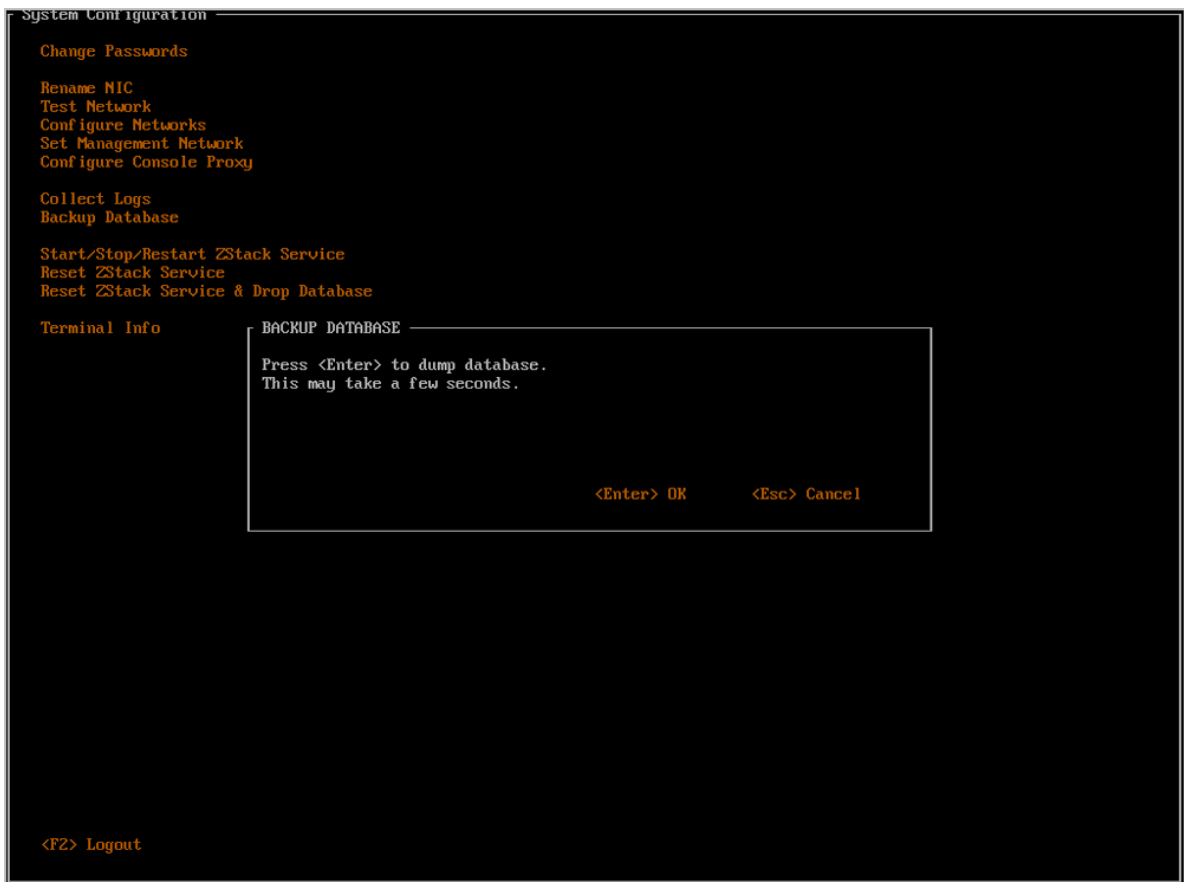 System Configuration
Change Passwords
Rename NIC
Test Network
Configure Networks
Set Management Network
Configure Console Proxy
Collect Logs
Backup Database
Start/Stop/Restart ZStack Service
Reset ZStack Service
Reset ZStack Service & Drop Database
Terminal Info
BACKUP DATABASE
Press <Enter> to dump database.
This may take a few seconds.
<Enter> OK <Esc> Cancel
<F2> Logout